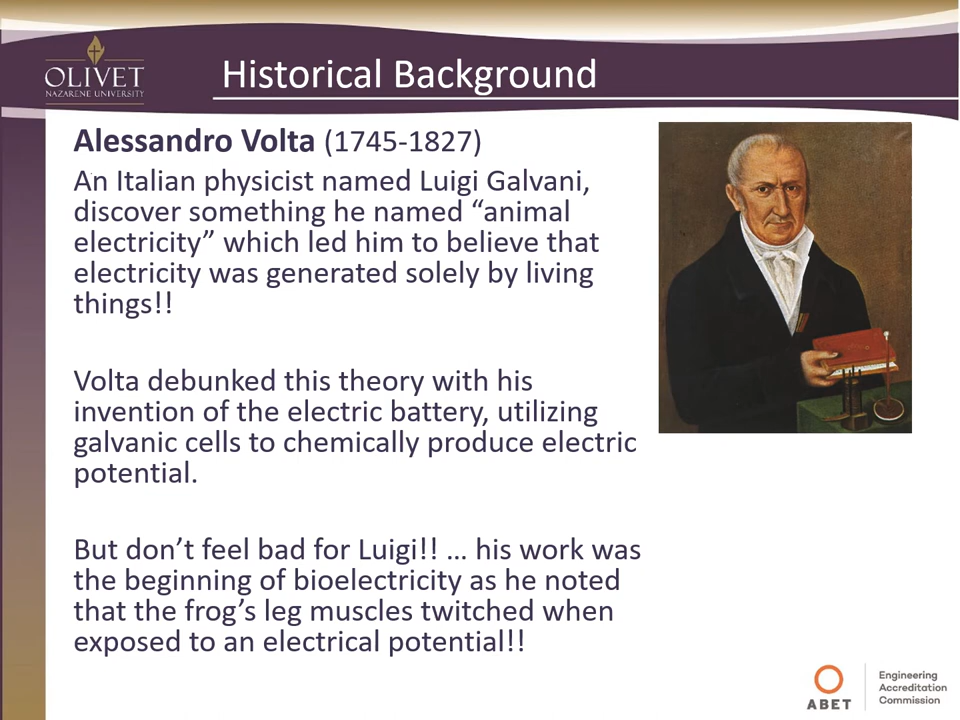 OLIVET
NAZARENE UNIVERSITY
Historical Background
Alessandro Volta (1745-1827)
An Italian physicist named Luigi Galvani,
discover something he named “animal
electricity” which led him to believe that
electricity was generated solely by living
things!!
Volta debunked this theory with his
invention of the electric battery, utilizing
galvanic cells to chemically produce electric
potential.
But don’t feel bad for Luigi!! … his work was
the beginning of bioelectricity as he noted
that the frog’s leg muscles twitched when
exposed to an electrical potential!!
ABET
Engineering
Accreditation
Commission